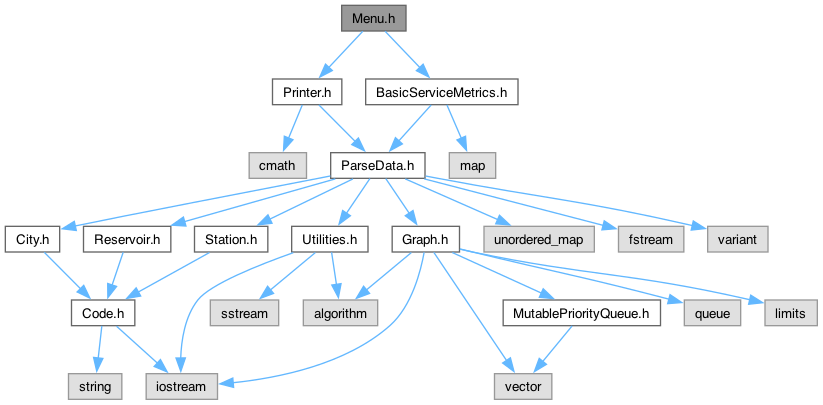 Menu.h
Printer.h
BasicServiceMetrics.h
cmath
ParseData.h
map
City.h
Reservoir.h
Station.h
Utilities.h
Graph.h
unordered_map
fstream
variant
Code.h
sstream
algorithm
MutablePriorityQueue.h
queue
limits
string
iostream
vector